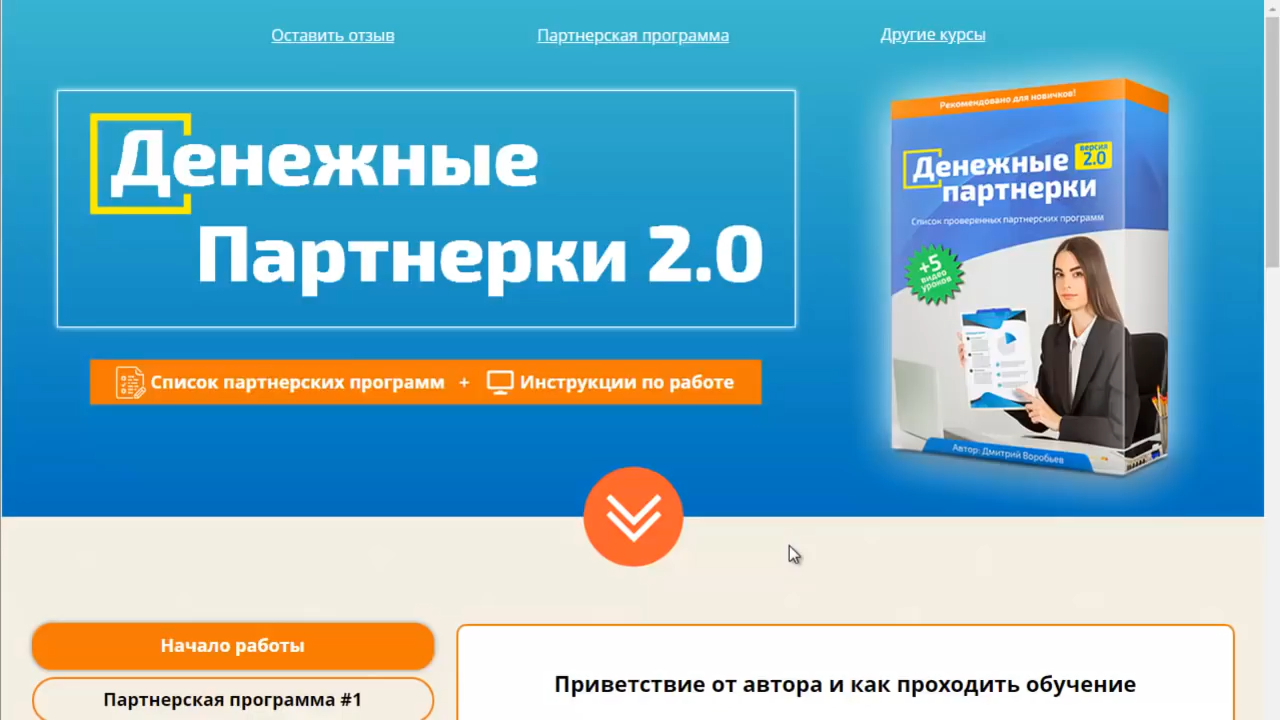 Оставить отзыв
Партнерская программа
Другие курсы
Денежные
Партнерки 2.0
Список партнерских программ + Инструкции по работе
Рекомендовано для новичков!
Денежные
версия
2.0
партнерки
Список проверенных партнерских программ
+5
видео
уроков
Автор: Дмитрий Воробьев
Начало работы
Партнерская программа #1
Приветствие от автора и как проходить обучение